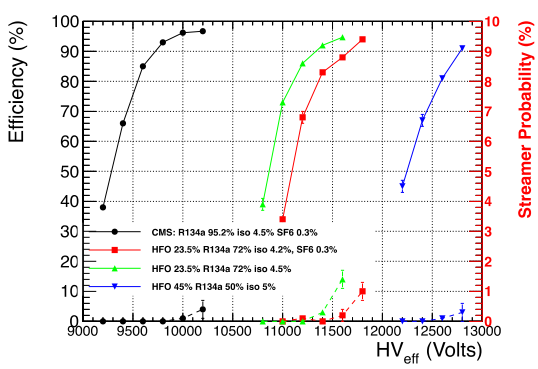 Efficiency (%)
100
90
80
70
60
50
40
30
20
10
0
10
9
8
7
6
5
4
3
2
1
0
Streamer Probability (%)
CMS: R134a 95.2% iso 4.5% SF6 0.3%
HFO 23.5% R134a 72% iso 4.2%, SF6 0.3%
HFO 23.5% R134a 72% iso 4.5%
HFO 45% R134a 50% iso 5%
9000 9500 10000 10500 11000 11500 12000 12500 13000
HVeff (Volts)